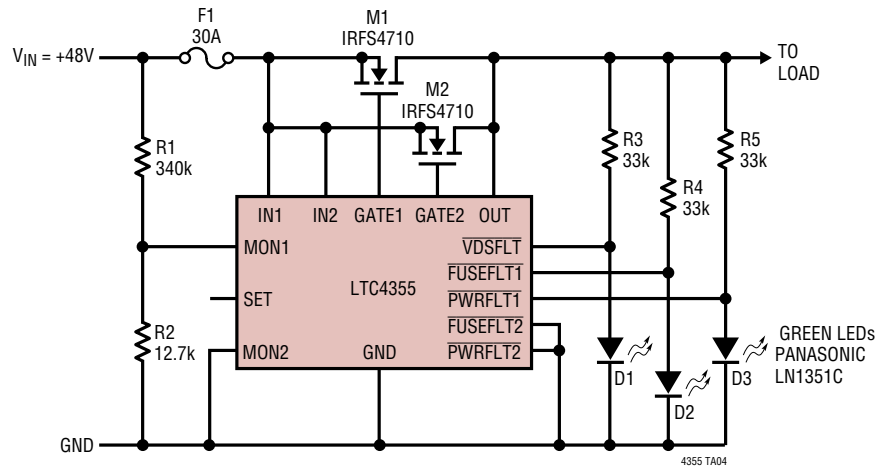 F1
30A
M1
IRFS4710
V_IN = +48V
TO
LOAD
M2
IRFS4710
R1
340k
R3
33k
R5
33k
R4
33k
IN1 IN2 GATE1 GATE2 OUT
MON1
VDSFLT
FUSEFLT1
LTC4355
SET
PWRFLT1
FUSEFLT2
R2
12.7k
MON2
GND
PWRFLT2
GREEN LEDs
PANASONIC
LN1351C
D1
D3
D2
GND
4355 TA04